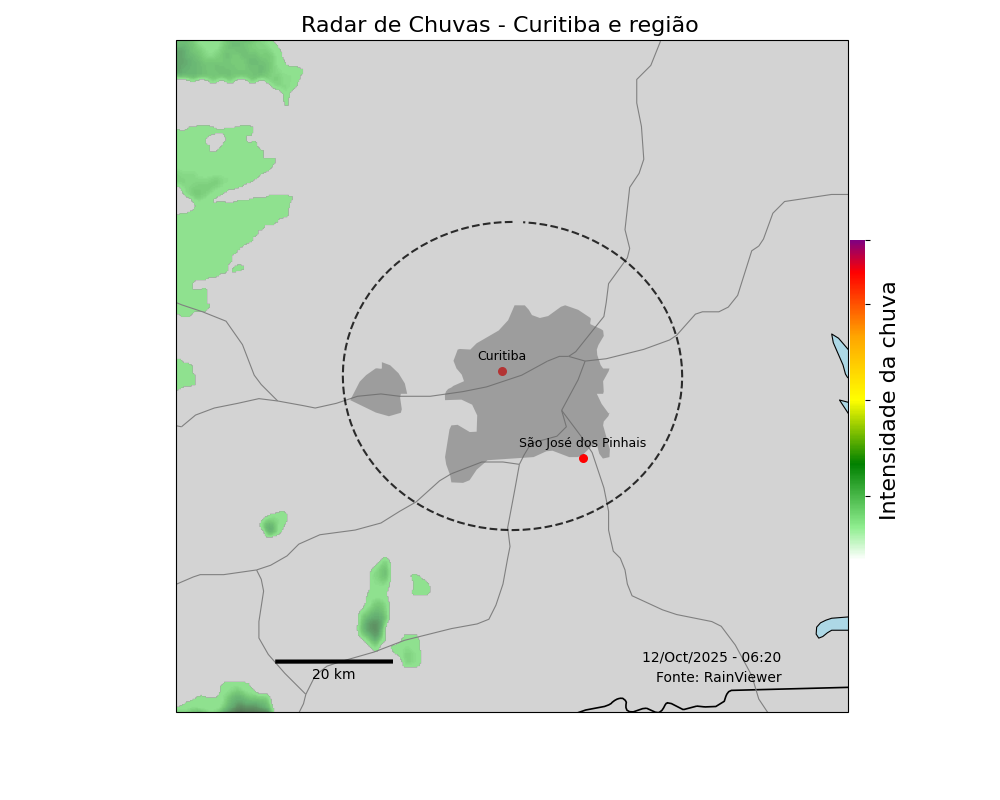 Radar de Chuvas - Curitiba e região
Curitiba
São José dos Pinhais
Intensidade da chuva
20 km
12/Oct/2025 - 06:20
Fonte: RainViewer